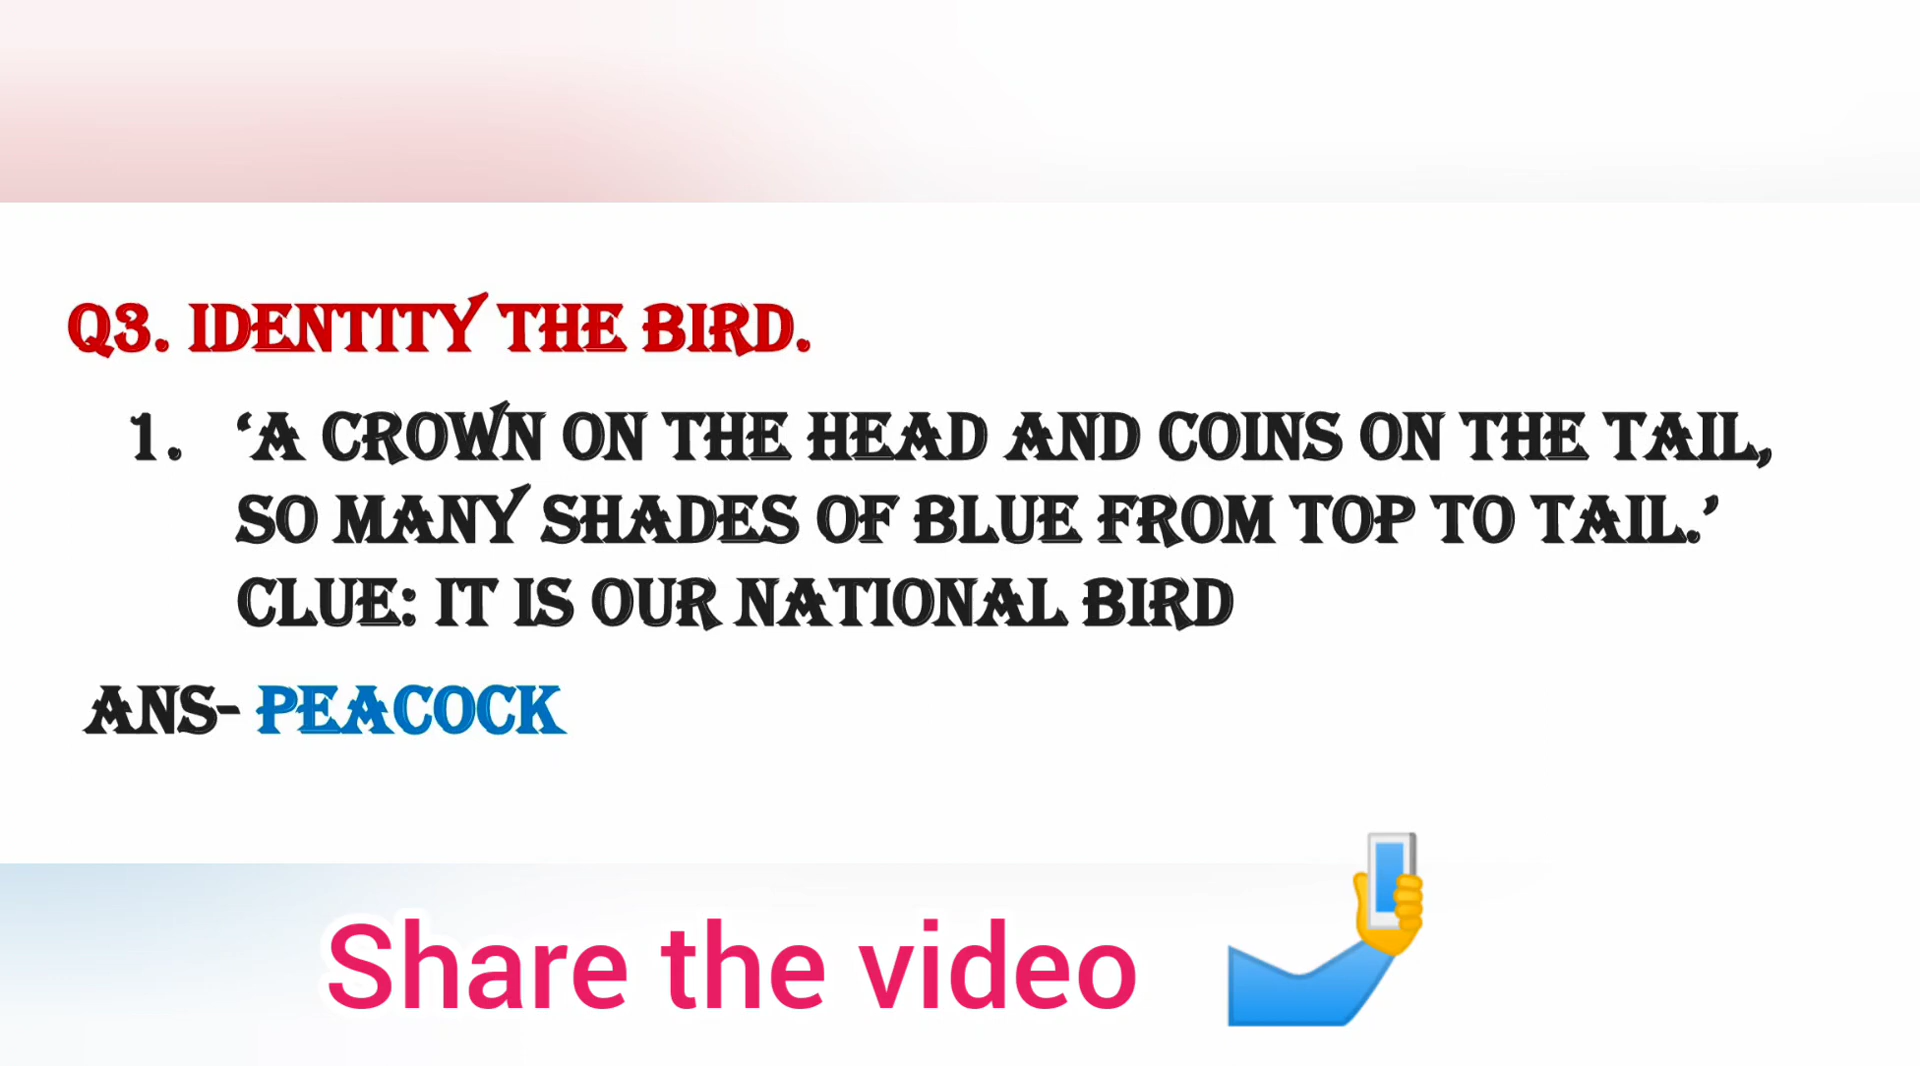 Q3. IDENTITY THE BIRD.
1. ‘A CROWN ON THE HEAD AND COINS ON THE TAIL,
SO MANY SHADES OF BLUE FROM TOP TO TAIL.’
CLUE: IT IS OUR NATIONAL BIRD
ANS- PEACOCK
Share the video